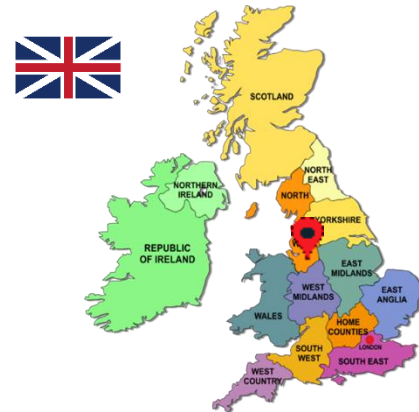 SCOTLAND
NORTH
EAST
NORTHERN
IRELAND
NORTH
YORKSHIRE
REPUBLIC
OF IRELAND
EAST
MIDLANDS
WEST
MIDLANDS
EAST
ANGLIA
WALES
HOME
COUNTIES
LONDON
SOUTH
WEST
SOUTH EAST
WEST
COUNTRY